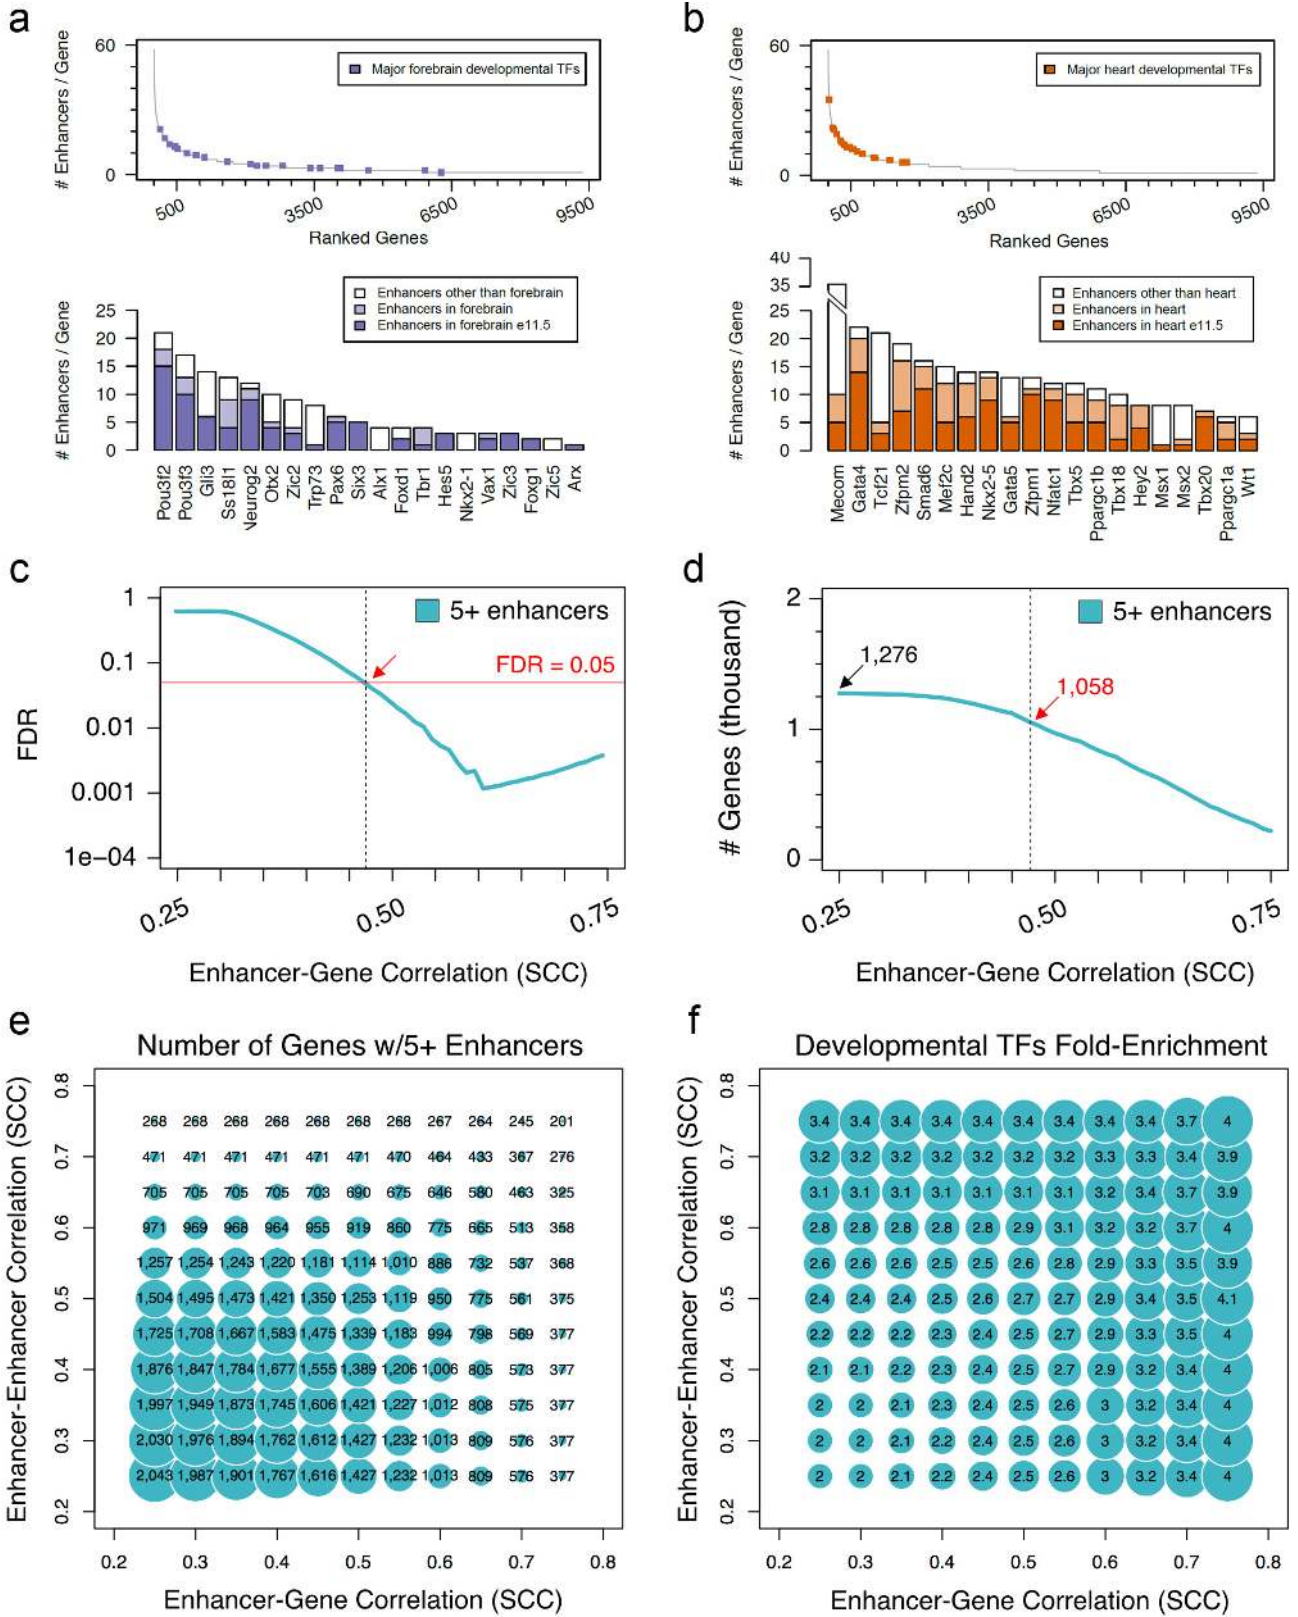 a
# Enhancers / Gene
60
0
Major forebrain developmental TFs
500 3500 6500 9500
Ranked Genes
# Enhancers / Gene
25
20
15
10
5
0
Enhancers other than forebrain
Enhancers in forebrain
Enhancers in forebrain e11.5
Pou3f2 Pou3f3 Gli3 Ss18l1 Neurog2 Otx2 Zic2 Trp73 Pax6 Six3 Alx1 Foxd1 Tbr1 Hes5 Nkx2-1 Vax1 Zic3 Foxg1 Zic5 Arx
b
# Enhancers / Gene
60
0
Major heart developmental TFs
500 3500 6500 9500
Ranked Genes
# Enhancers / Gene
40
35
25
20
15
10
5
0
Enhancers other than heart
Enhancers in heart
Enhancers in heart e11.5
Mecom Gata4 Tcf21 Zfpm2 Smad6 Mef2c Hand2 Nkx2-5 Gata5 Zfpm1 Nfatc1 Tbx5 Ppargc1b Tbx18 Hey2 Msx1 Msx2 Tbx20 Ppargc1a Wt1
c
FDR
1
0.1
0.01
0.001
1e−04
5+ enhancers
FDR = 0.05
0.25 0.50 0.75
Enhancer-Gene Correlation (SCC)
d
# Genes (thousand)
2
1
0
5+ enhancers
1,276
1,058
0.25 0.50 0.75
Enhancer-Gene Correlation (SCC)
e
Number of Genes w/5+ Enhancers
Enhancer-Enhancer Correlation (SCC)
0.8
0.7
0.6
0.5
0.4
0.3
0.2
268 268 268 268 268 268 268 267 264 245 201
471 471 471 471 471 471 470 464 433 367 276
705 705 705 705 703 690 675 646 580 463 325
971 969 968 964 955 919 860 775 665 513 358
1,257 1,254 1,243 1,220 1,181 1,114 1,010 886 732 537 368
1,504 1,495 1,473 1,421 1,350 1,253 1,119 950 775 561 375
1,725 1,708 1,667 1,583 1,475 1,339 1,183 994 798 569 377
1,876 1,847 1,784 1,677 1,555 1,389 1,206 1,006 805 573 377
1,997 1,949 1,873 1,745 1,606 1,421 1,227 1,012 808 575 377
2,030 1,976 1,894 1,762 1,612 1,427 1,232 1,013 809 576 377
2,043 1,987 1,901 1,767 1,616 1,427 1,232 1,013 809 576 377
0.2 0.3 0.4 0.5 0.6 0.7 0.8
Enhancer-Gene Correlation (SCC)
f
Developmental TFs Fold-Enrichment
Enhancer-Enhancer Correlation (SCC)
0.8
0.7
0.6
0.5
0.4
0.3
0.2
3.4 3.4 3.4 3.4 3.4 3.4 3.4 3.4 3.4 3.7 4
3.2 3.2 3.2 3.2 3.2 3.2 3.2 3.3 3.3 3.4 3.9
3.1 3.1 3.1 3.1 3.1 3.1 3.1 3.2 3.4 3.7 3.9
2.8 2.8 2.8 2.8 2.8 2.9 3.1 3.2 3.2 3.7 4
2.6 2.6 2.6 2.5 2.5 2.6 2.8 2.9 3.3 3.5 3.9
2.4 2.4 2.4 2.5 2.6 2.7 2.7 2.9 3.4 3.5 4.1
2.2 2.2 2.2 2.3 2.4 2.5 2.7 2.9 3.3 3.5 4
2.1 2.1 2.2 2.3 2.4 2.5 2.7 2.9 3.2 3.4 4
2 2 2.1 2.3 2.4 2.5 2.6 3 3.2 3.4 4
2 2 2.1 2.2 2.4 2.5 2.6 3 3.2 3.4 4
2 2 2.1 2.2 2.4 2.5 2.6 3 3.2 3.4 4
0.2 0.3 0.4 0.5 0.6 0.7 0.8
Enhancer-Gene Correlation (SCC)